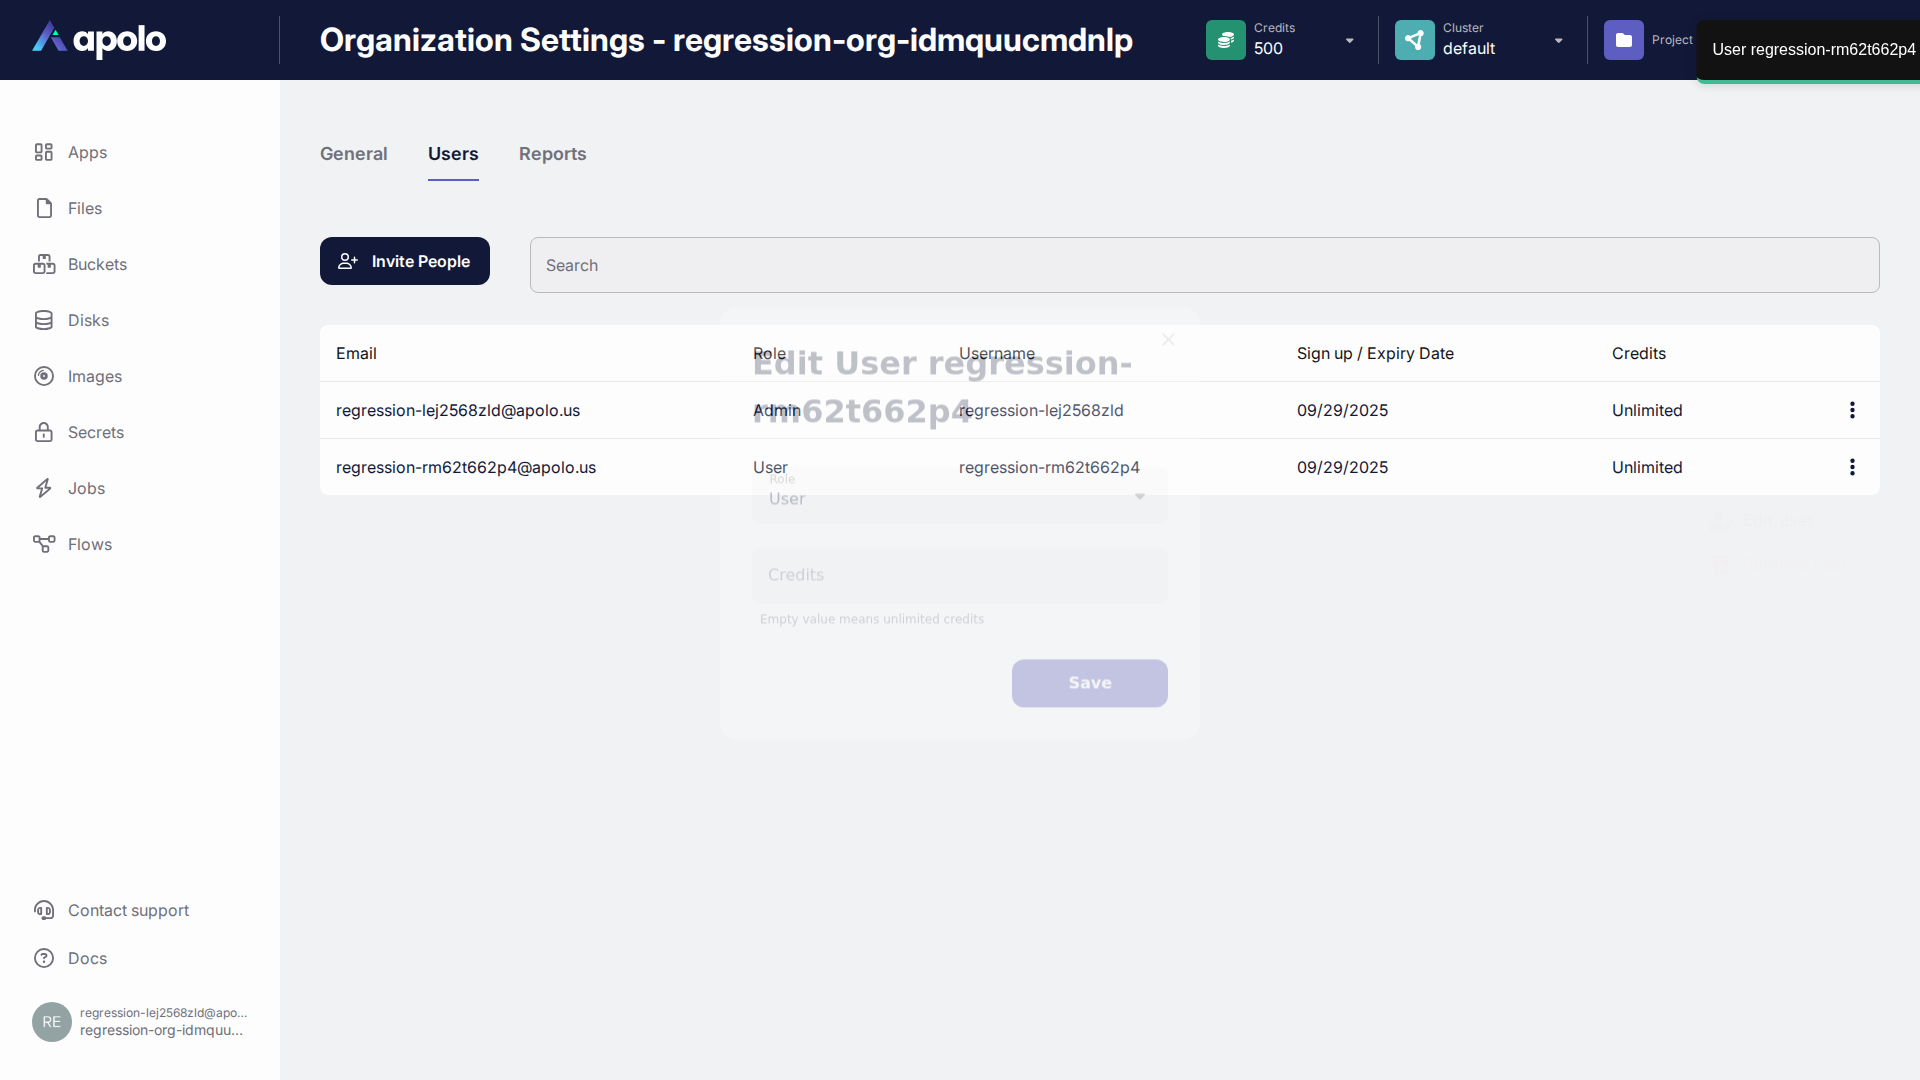 apolo
Organization Settings - regression-org-idmquucmdnlp
Credits
500
Cluster
default
Project
User regression-rm62t662p4
Apps
Files
Buckets
Disks
Images
Secrets
Jobs
Flows
Contact support
Docs
RE
regression-lej2568zld@apo...
regression-org-idmquu...
General Users Reports
Invite People
Search
Email Role Username Sign up / Expiry Date Credits
regression-lej2568zld@apolo.us Admin regression-lej2568zld 09/29/2025 Unlimited
regression-rm62t662p4@apolo.us User regression-rm62t662p4 09/29/2025 Unlimited
Edit User regression-
rm62t662p4
Role
User
Credits
Empty value means unlimited credits
Save